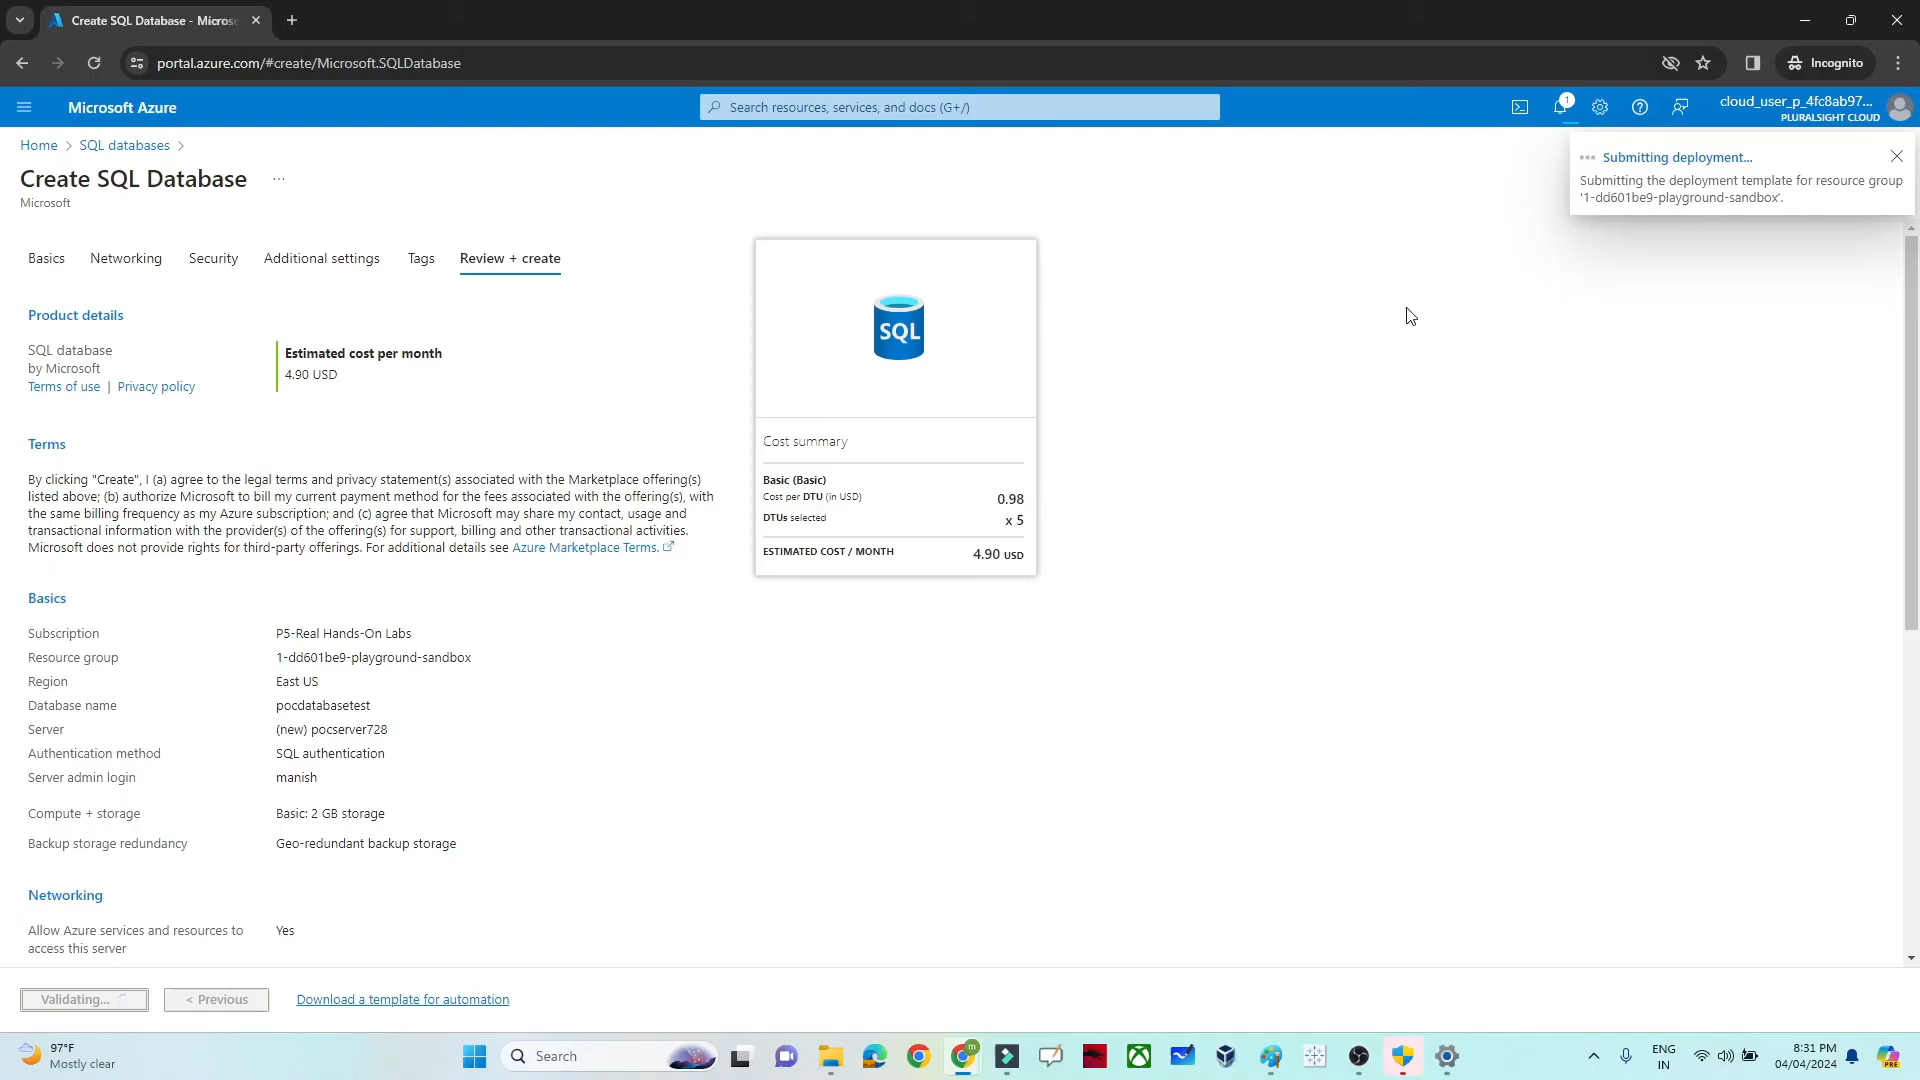 Create SQL Database - Micros
portal.azure.com/#create/Microsoft.SQLDatabase
Incognito
Microsoft Azure
Search resources, services, and docs (G+/)
1
cloud_user_p_4fc8ab97...
PLURALSIGHT CLOUD
Home > SQL databases >
Create SQL Database ...
Microsoft
Submitting deployment...
Submitting the deployment template for resource group
'1-dd601be9-playground-sandbox'.
Basics Networking Security Additional settings Tags Review + create
Product details
SQL database
by Microsoft
Terms of use | Privacy policy
Estimated cost per month
4.90 USD
Terms
By clicking "Create", I (a) agree to the legal terms and privacy statement(s) associated with the Marketplace offering(s)
listed above; (b) authorize Microsoft to bill my current payment method for the fees associated with the offering(s), with
the same billing frequency as my Azure subscription; and (c) agree that Microsoft may share my contact, usage and
transactional information with the provider(s) of the offering(s) for support, billing and other transactional activities.
Microsoft does not provide rights for third-party offerings. For additional details see Azure Marketplace Terms.
SQL
Cost summary
Basic (Basic)
Cost per DTU (in USD) 0.98
DTUs selected x 5
ESTIMATED COST / MONTH 4.90 USD
Basics
Subscription P5-Real Hands-On Labs
Resource group 1-dd601be9-playground-sandbox
Region East US
Database name pocdatabasetest
Server (new) pocserver728
Authentication method SQL authentication
Server admin login manish
Compute + storage Basic: 2 GB storage
Backup storage redundancy Geo-redundant backup storage
Networking
Allow Azure services and resources to Yes
access this server
Validating... < Previous Download a template for automation
97°F
Mostly clear
Search
m
PRE
ENG
IN
8:31 PM
04/04/2024